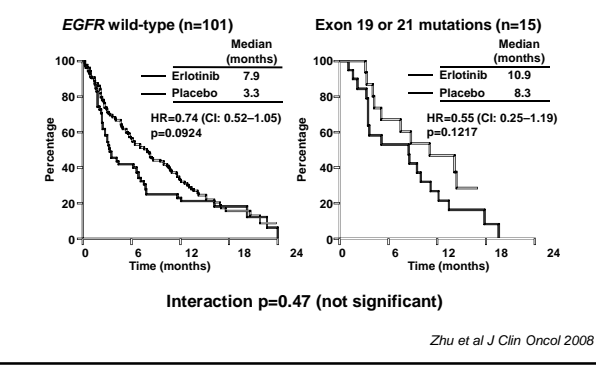 EGFR wild-type (n=101)
Median
(months)
Erlotinib 7.9
Placebo 3.3
HR=0.74 (CI: 0.52–1.05)
p=0.0924
Percentage
100
80
60
40
20
0
0 6 12 18 24
Time (months)
Exon 19 or 21 mutations (n=15)
Median
(months)
Erlotinib 10.9
Placebo 8.3
HR=0.55 (CI: 0.25–1.19)
p=0.1217
Percentage
100
80
60
40
20
0
0 6 12 18 24
Time (months)
Interaction p=0.47 (not significant)
Zhu et al J Clin Oncol 2008